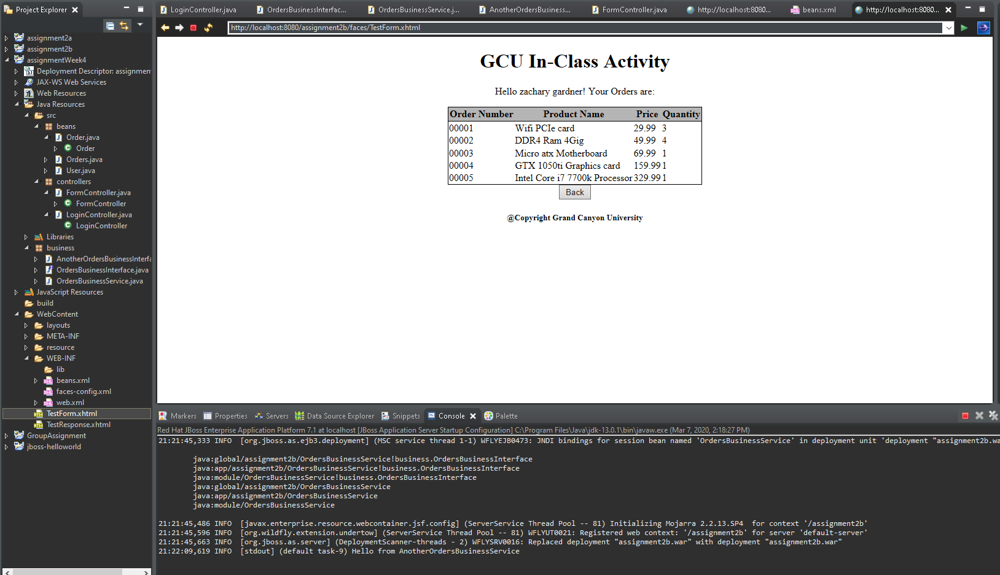 Project Explorer
assignment2a
assignment2b
assignmentWeek4
Deployment Descriptor: assignmen
JAX-WS Web Services
Web Resources
Java Resources
src
beans
Order.java
Order
Orders.java
User.java
controllers
FormController.java
FormController
LoginController.java
LoginController
Libraries
business
AnotherOrdersBusinessInterfa
OrdersBusinessInterface.java
OrdersBusinessService.java
JavaScript Resources
build
WebContent
layouts
META-INF
resource
WEB-INF
lib
beans.xml
faces-config.xml
web.xml
TestForm.xhtml
TestResponse.xhtml
GroupAssignment
jboss-helloworld
LoginController.java OrdersBusinessInterfac... OrdersBusinessService.j... AnotherOrdersBusiness... FormController.java http://localhost:8080... beans.xml http://localhost:8080...
http://localhost:8080/assignment2b/faces/TestForm.xhtml
GCU In-Class Activity
Hello zachary gardner! Your Orders are:
Order Number Product Name Price Quantity
00001 Wifi PCIe card 29.99 3
00002 DDR4 Ram 4Gig 49.99 4
00003 Micro atx Motherboard 69.99 1
00004 GTX 1050ti Graphics card 159.99 1
00005 Intel Core i7 7700k Processor 329.99 1
Back
@Copyright Grand Canyon University
Markers Properties Servers Data Source Explorer Snippets Console Palette
Red Hat JBoss Enterprise Application Platform 7.1 at localhost [JBoss Application Server Startup Configuration] C:\Program Files\Java\jdk-13.0.1\bin\javaw.exe (Mar 7, 2020, 2:18:27 PM)
21:21:45,333 INFO [org.jboss.as.ejb3.deployment] (MSC service thread 1-1) WFLYEJB0473: JNDI bindings for session bean named 'OrdersBusinessService' in deployment unit 'deployment "assignment2b.wa
java:global/assignment2b/OrdersBusinessService!business.OrdersBusinessInterface
java:app/assignment2b/OrdersBusinessService!business.OrdersBusinessInterface
java:module/OrdersBusinessService!business.OrdersBusinessInterface
java:global/assignment2b/OrdersBusinessService
java:app/assignment2b/OrdersBusinessService
java:module/OrdersBusinessService
21:21:45,486 INFO [javax.enterprise.resource.webcontainer.jsf.config] (ServerService Thread Pool -- 81) Initializing Mojarra 2.2.13.SP4 for context '/assignment2b'
21:21:45,596 INFO [org.wildfly.extension.undertow] (ServerService Thread Pool -- 81) WFLYUT0021: Registered web context: '/assignment2b' for server 'default-server'
21:21:45,663 INFO [org.jboss.as.server] (DeploymentScanner-threads - 2) WFLYSRV0016: Replaced deployment "assignment2b.war" with deployment "assignment2b.war"
21:22:09,619 INFO [stdout] (default task-9) Hello from AnotherOrdersBusinessService